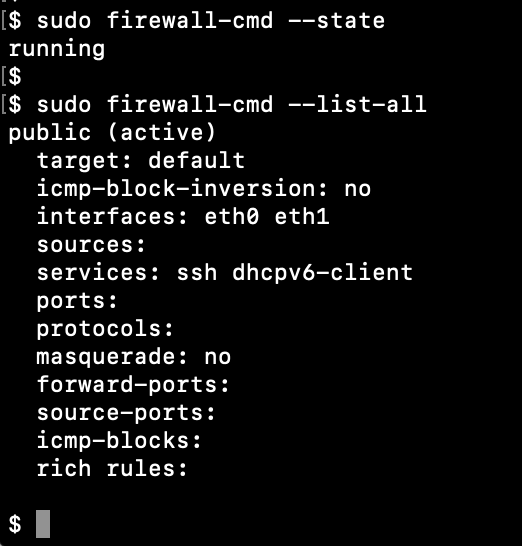 [$ sudo firewall-cmd --state
running
[$
[$ sudo firewall-cmd --list-all
public (active)
  target: default
  icmp-block-inversion: no
  interfaces: eth0 eth1
  sources:
  services: ssh dhcpv6-client
  ports:
  protocols:
  masquerade: no
  forward-ports:
  source-ports:
  icmp-blocks:
  rich rules:
$